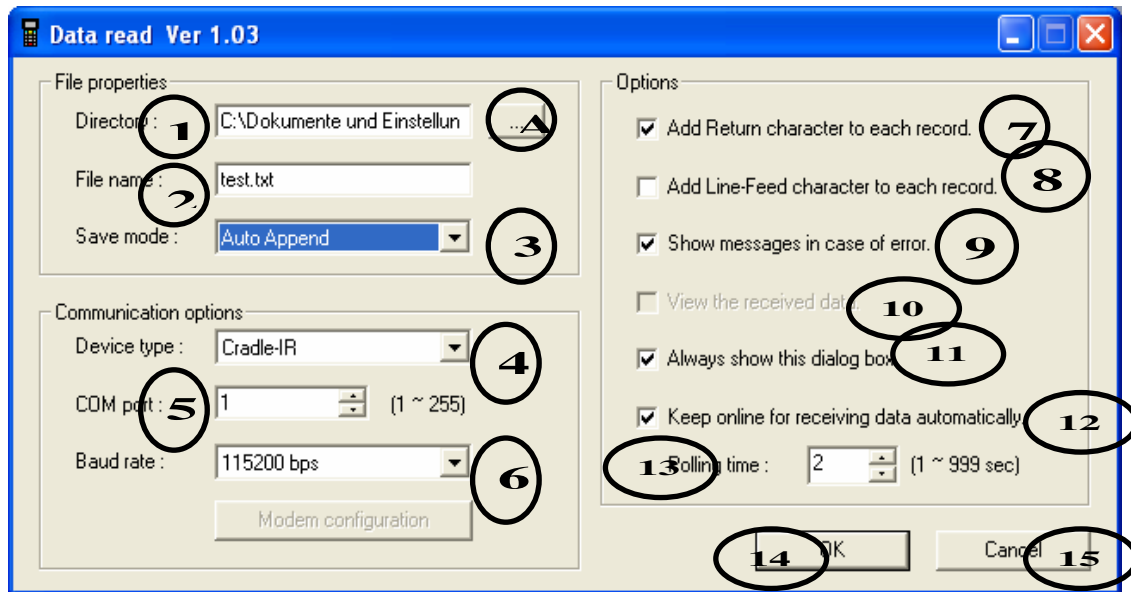 Data read Ver 1.03
File properties
Directory : 1 C:\Dokumente und Einstellun ... A
File name : 2 test.txt
Save mode : Auto Append 3
Communication options
Device type : Cradle-IR 4
COM port : 5 1 (1 ~ 255)
Baud rate : 115200 bps 6
Modem configuration
Options
Add Return character to each record. 7
Add Line-Feed character to each record. 8
Show messages in case of error. 9
View the received data. 10
Always show this dialog box 11
Keep online for receiving data automatically. 12
13 Polling time : 2 (1 ~ 999 sec)
14 OK Cancel 15